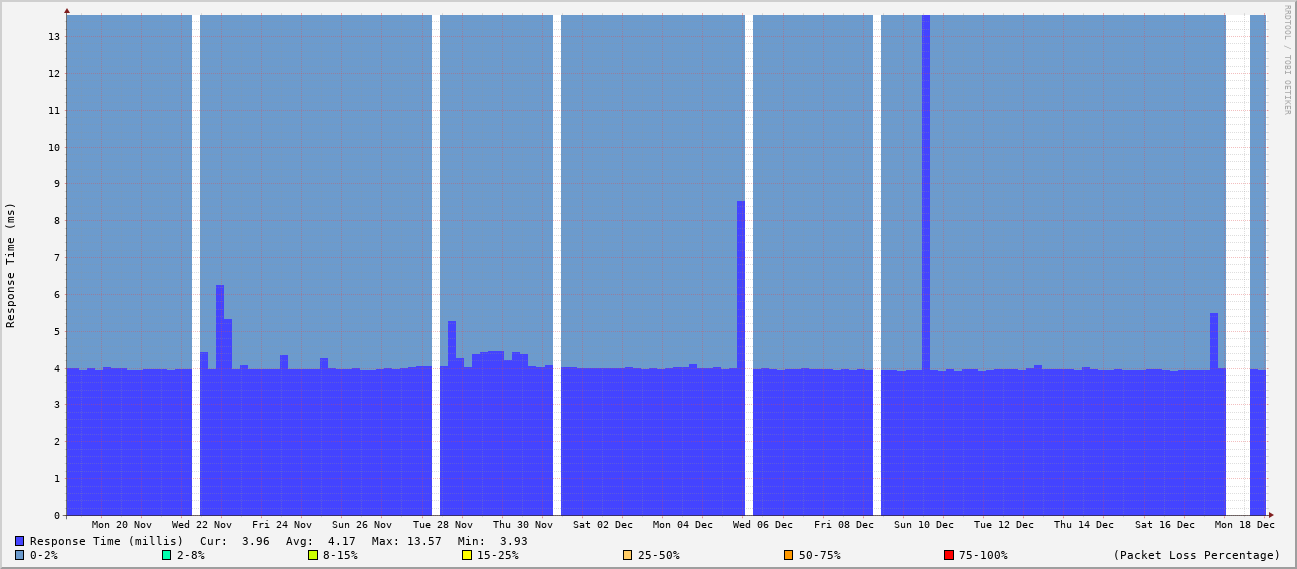 RRDTOOL / TOBI OETIKER
Response Time (ms)
13
12
11
10
9
8
7
6
5
4
3
2
1
0
Mon 20 Nov Wed 22 Nov Fri 24 Nov Sun 26 Nov Tue 28 Nov Thu 30 Nov Sat 02 Dec Mon 04 Dec Wed 06 Dec Fri 08 Dec Sun 10 Dec Tue 12 Dec Thu 14 Dec Sat 16 Dec Mon 18 Dec
Response Time (millis) Cur: 3.96 Avg: 4.17 Max: 13.57 Min: 3.93
0-2% 2-8% 8-15% 15-25% 25-50% 50-75% 75-100% (Packet Loss Percentage)